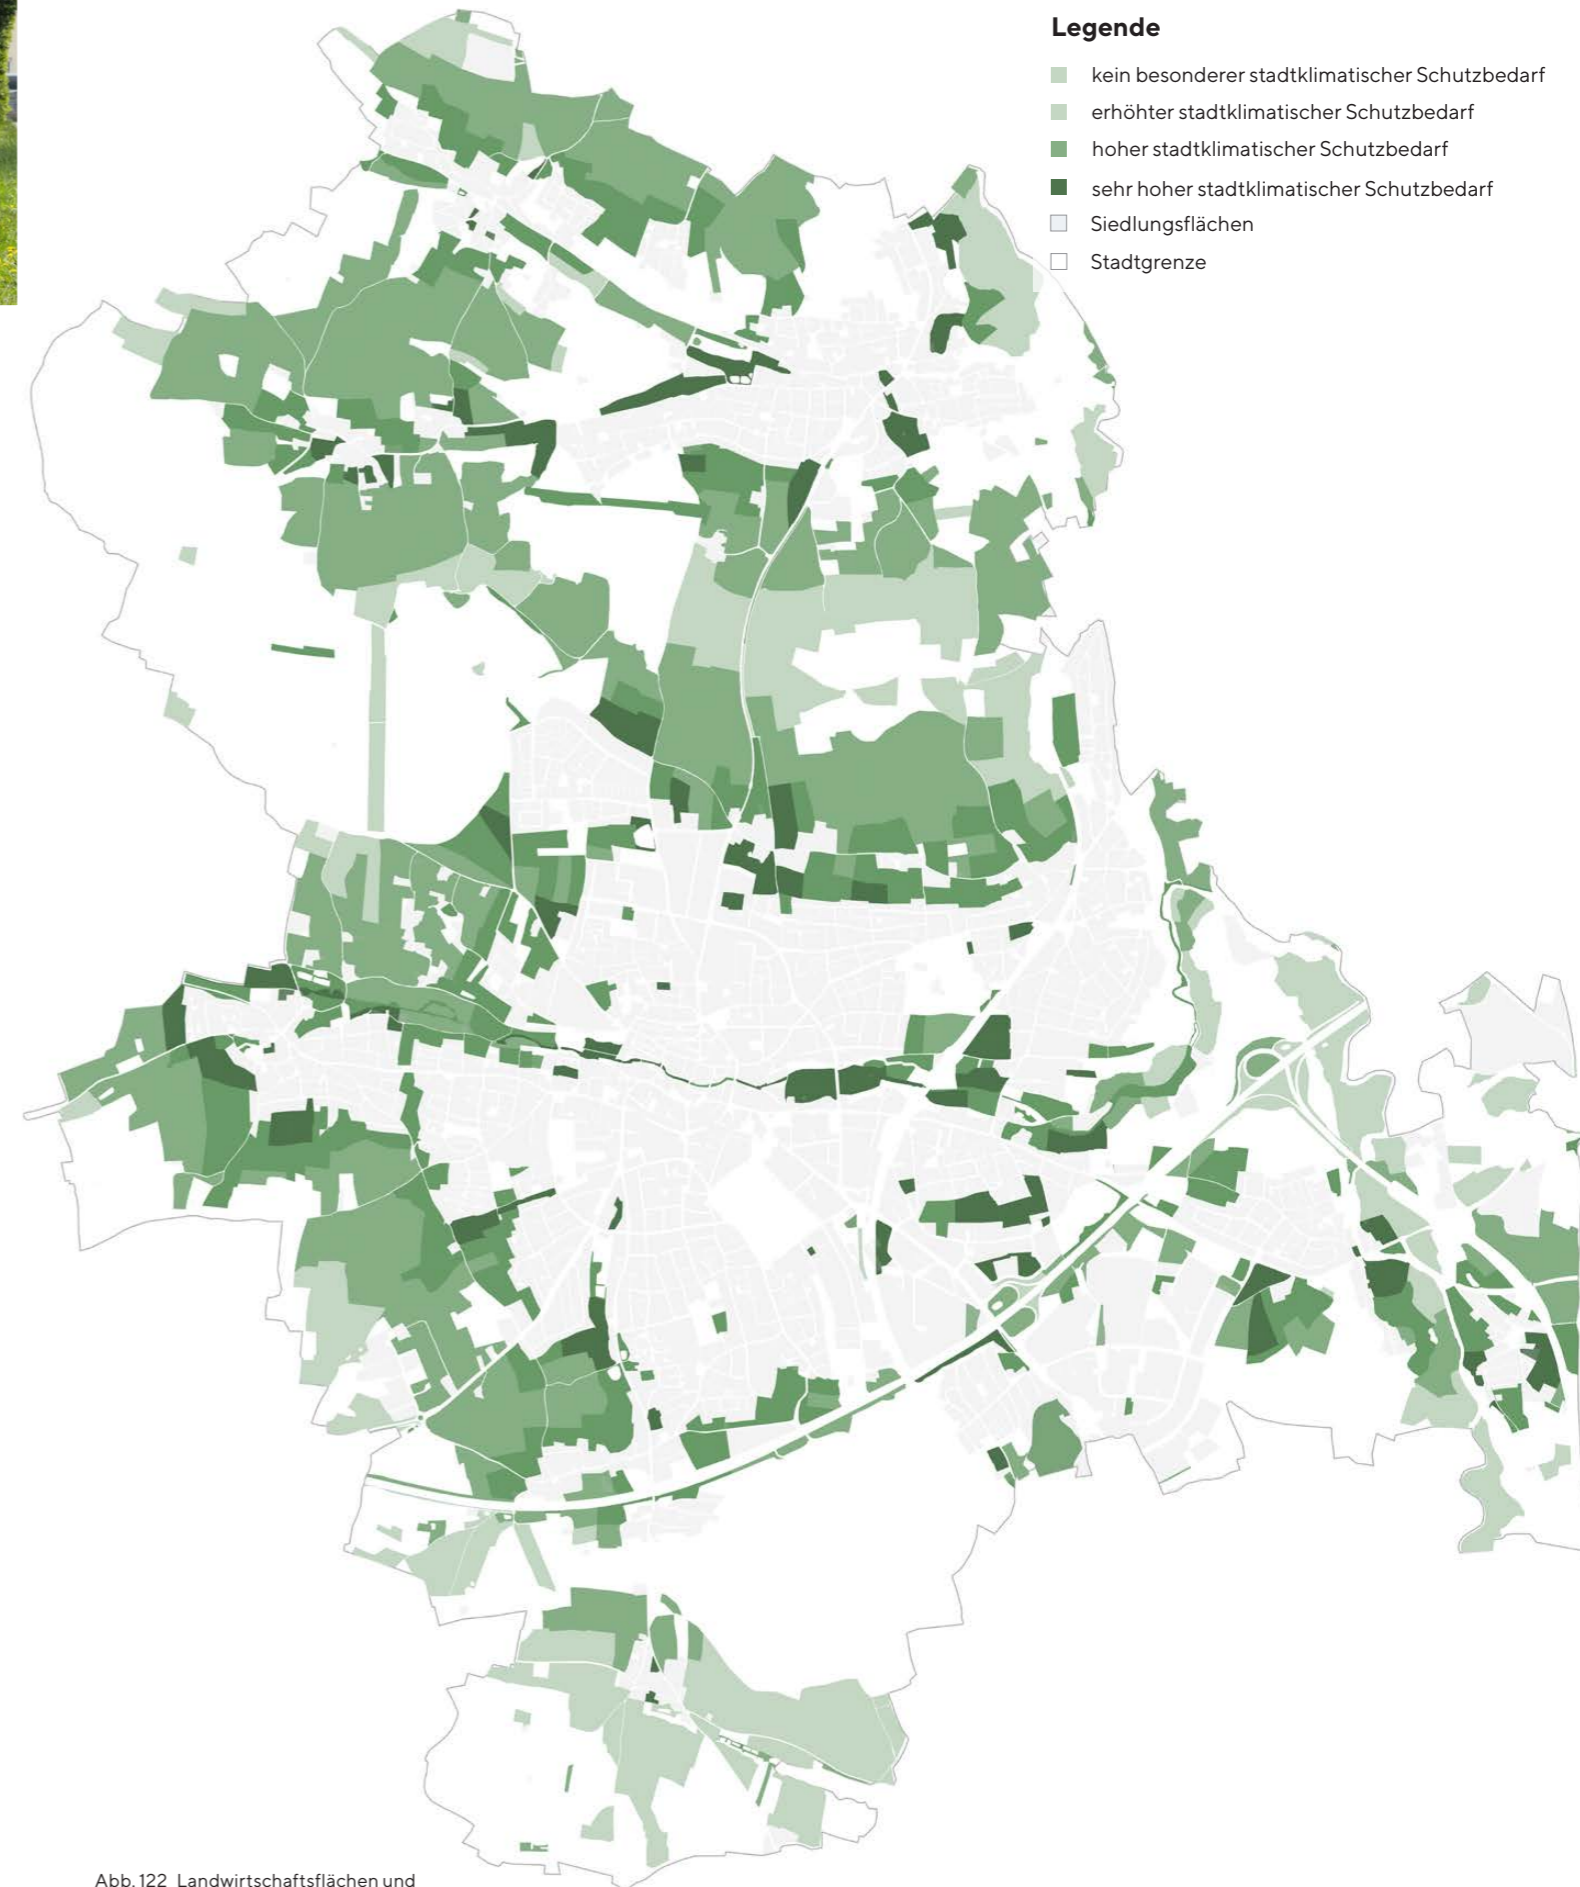 Legende
kein besonderer stadtklimatischer Schutzbedarf
erhöhter stadtklimatischer Schutzbedarf
hoher stadtklimatischer Schutzbedarf
sehr hoher stadtklimatischer Schutzbedarf
Siedlungsflächen
Stadtgrenze
Abb. 122 Landwirtschaftsflächen und